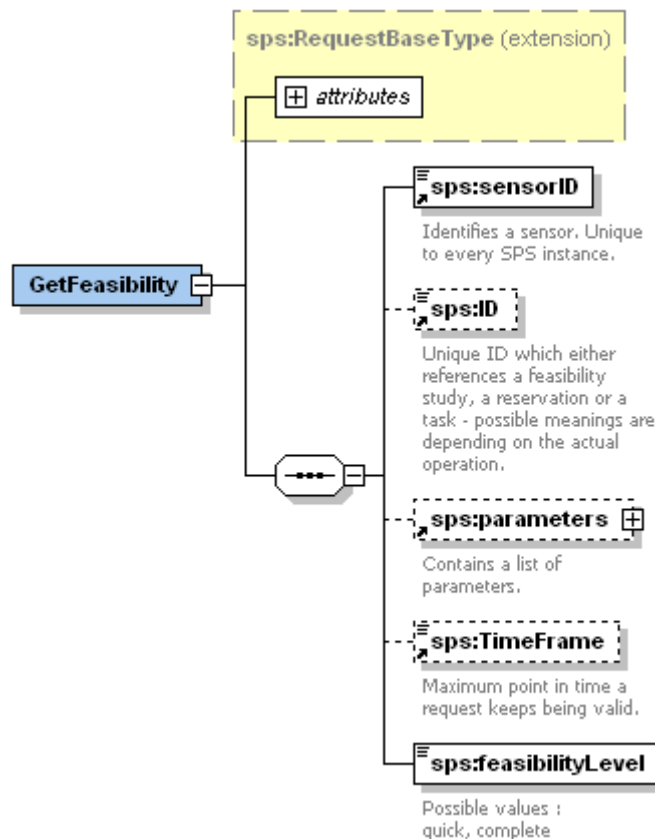 sps:RequestBaseType (extension)
attributes
sps:sensorID
Identifies a sensor. Unique
to every SPS instance.
GetFeasibility
sps:ID
Unique ID which either
references a feasibility
study, a reservation or a
task - possible meanings are
depending on the actual
operation.
sps:parameters
Contains a list of
parameters.
sps:TimeFrame
Maximum point in time a
request keeps being valid.
sps:feasibilityLevel
Possible values :
quick, complete